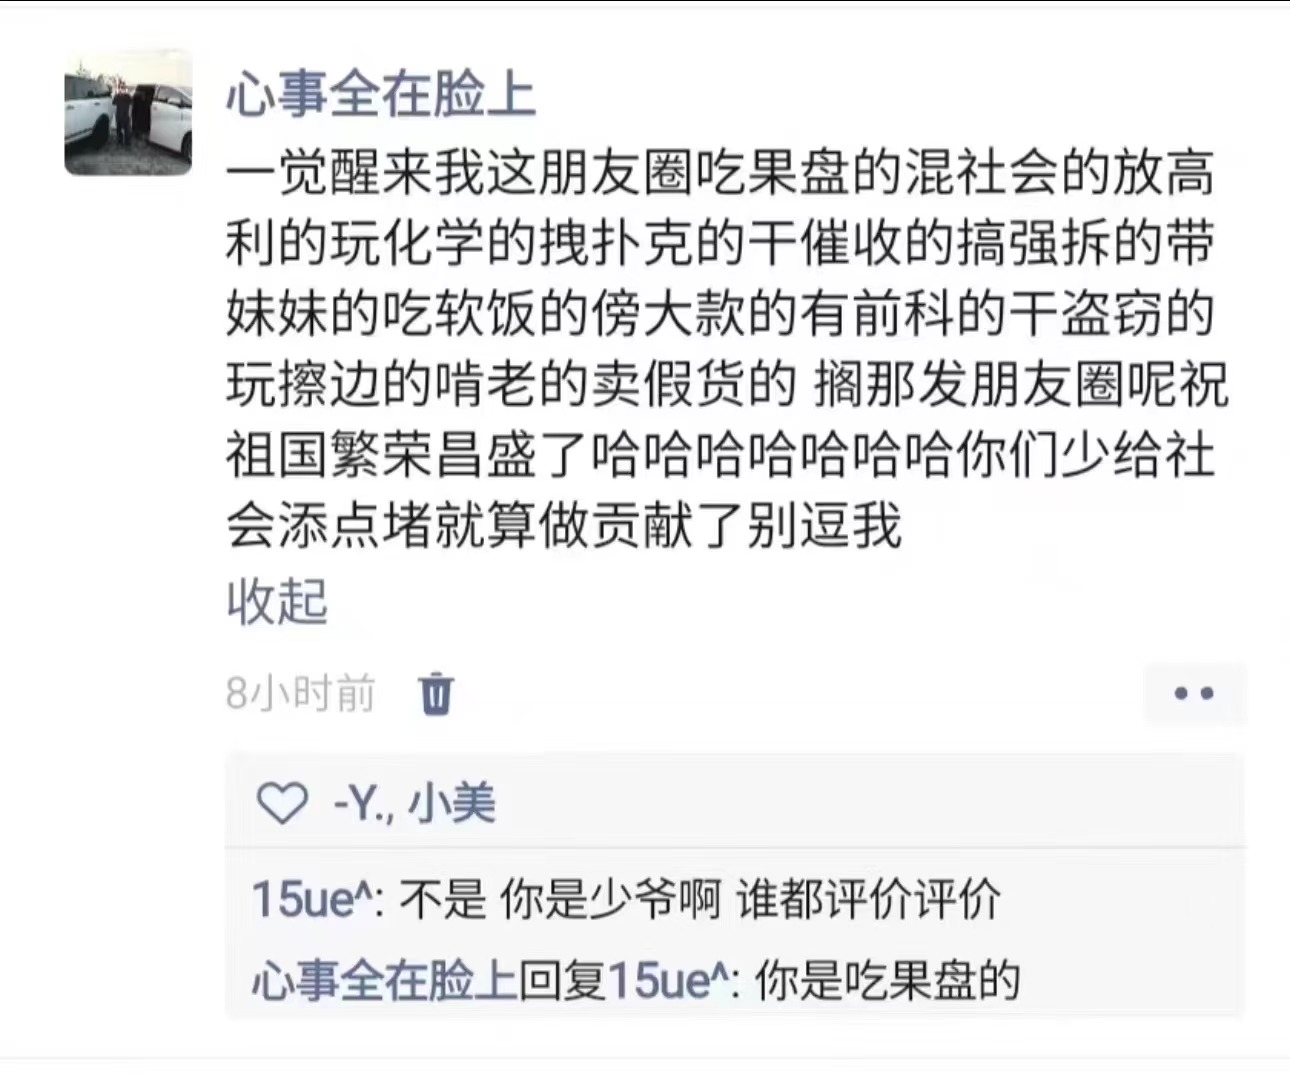 心事全在脸上
一觉醒来我这朋友圈吃果盘的混社会的放高
利的玩化学的拽扑克的干催收的搞强拆的带
妹妹的吃软饭的傍大款的有前科的干盗窃的
玩擦边的啃老的卖假货的 搁那发朋友圈呢祝
祖国繁荣昌盛了哈哈哈哈哈哈哈你们少给社
会添点堵就算做贡献了别逗我
收起
8小时前
-Y., 小美
15ue^: 不是 你是少爷啊 谁都评价评价
心事全在脸上回复15ue^: 你是吃果盘的